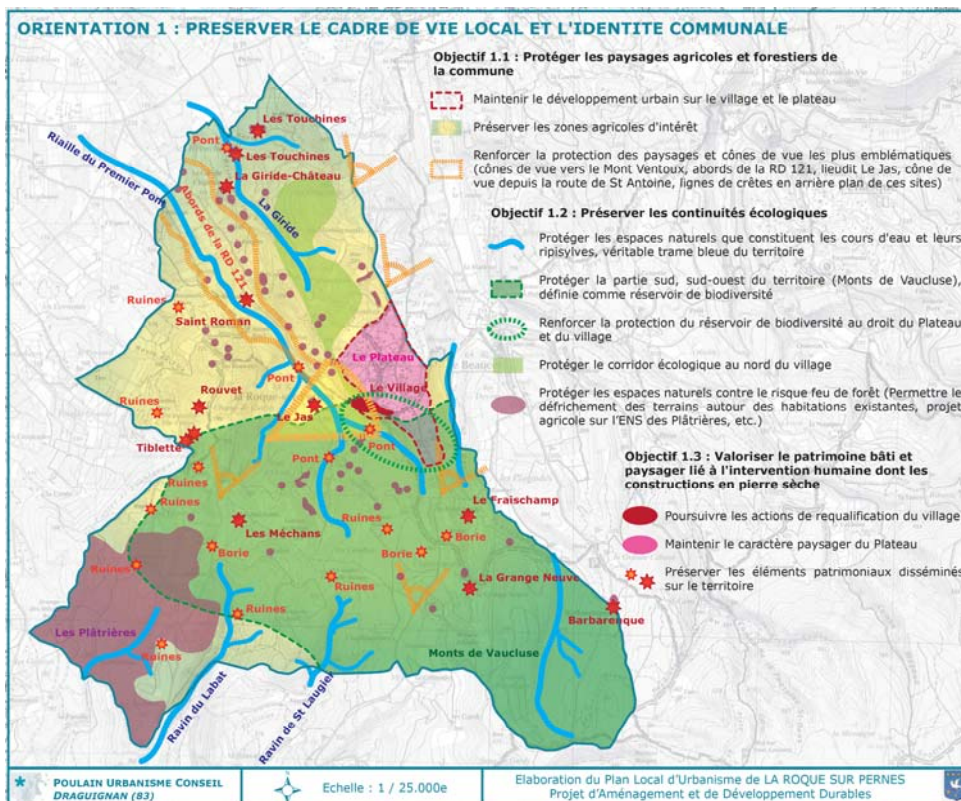 ORIENTATION 1 : PRESERVER LE CADRE DE VIE LOCAL ET L'IDENTITE COMMUNALE
Objectif 1.1 : Protéger les paysages agricoles et forestiers de
la commune
Maintenir le développement urbain sur le village et le plateau
Préserver les zones agricoles d'intérêt
Renforcer la protection des paysages et cônes de vue les plus emblématiques
(cônes de vue vers le Mont Ventoux, abords de la RD 121, lieudit Le Jas, cône de
vue depuis la route de St Antoine, lignes de crêtes en arrière plan de ces sites)
Objectif 1.2 : Préserver les continuités écologiques
Protéger les espaces naturels que constituent les cours d'eau et leurs
ripisylves, véritable trame bleue du territoire
Protéger la partie sud, sud-ouest du territoire (Monts de Vaucluse),
définie comme réservoir de biodiversité
Renforcer la protection du réservoir de biodiversité au droit du Plateau
et du village
Protéger le corridor écologique au nord du village
Protéger les espaces naturels contre le risque feu de forêt (Permettre le
défrichement des terrains autour des habitations existantes, projet
agricole sur l'ENS des Plâtrières, etc.)
Objectif 1.3 : Valoriser le patrimoine bâti et
paysager lié à l'intervention humaine dont les
constructions en pierre sèche
Poursuivre les actions de requalification du village
Maintenir le caractère paysager du Plateau
Préserver les éléments patrimoniaux disséminés
sur le territoire
Les Touchines
Pont
Les Touchines
La Giride-Château
Riaille du Premier Pont
La Giride
Abords de la RD 121
Ruines
Saint Roman
Le Plateau
Pont
Le Village
Rouvet
Ruines
Le Jas
Tiblette
Pont
Pont
Ruines
Ruines
Le Fraischamp
Les Méchans
Ruines
Borie
Borie
Borie
Ruines
Ruines
La Grange Neuve
Ruines
Barbarenque
Les Plâtrières
Ruines
Monts de Vaucluse
Ravin du Labat
Ravin de St Laugier
POULAIN URBANISME CONSEIL
DRAGUIGNAN (83)
Echelle : 1 / 25.000e
Elaboration du Plan Local d'Urbanisme de LA ROQUE SUR PERNES
Projet d'Aménagement et de Développement Durables